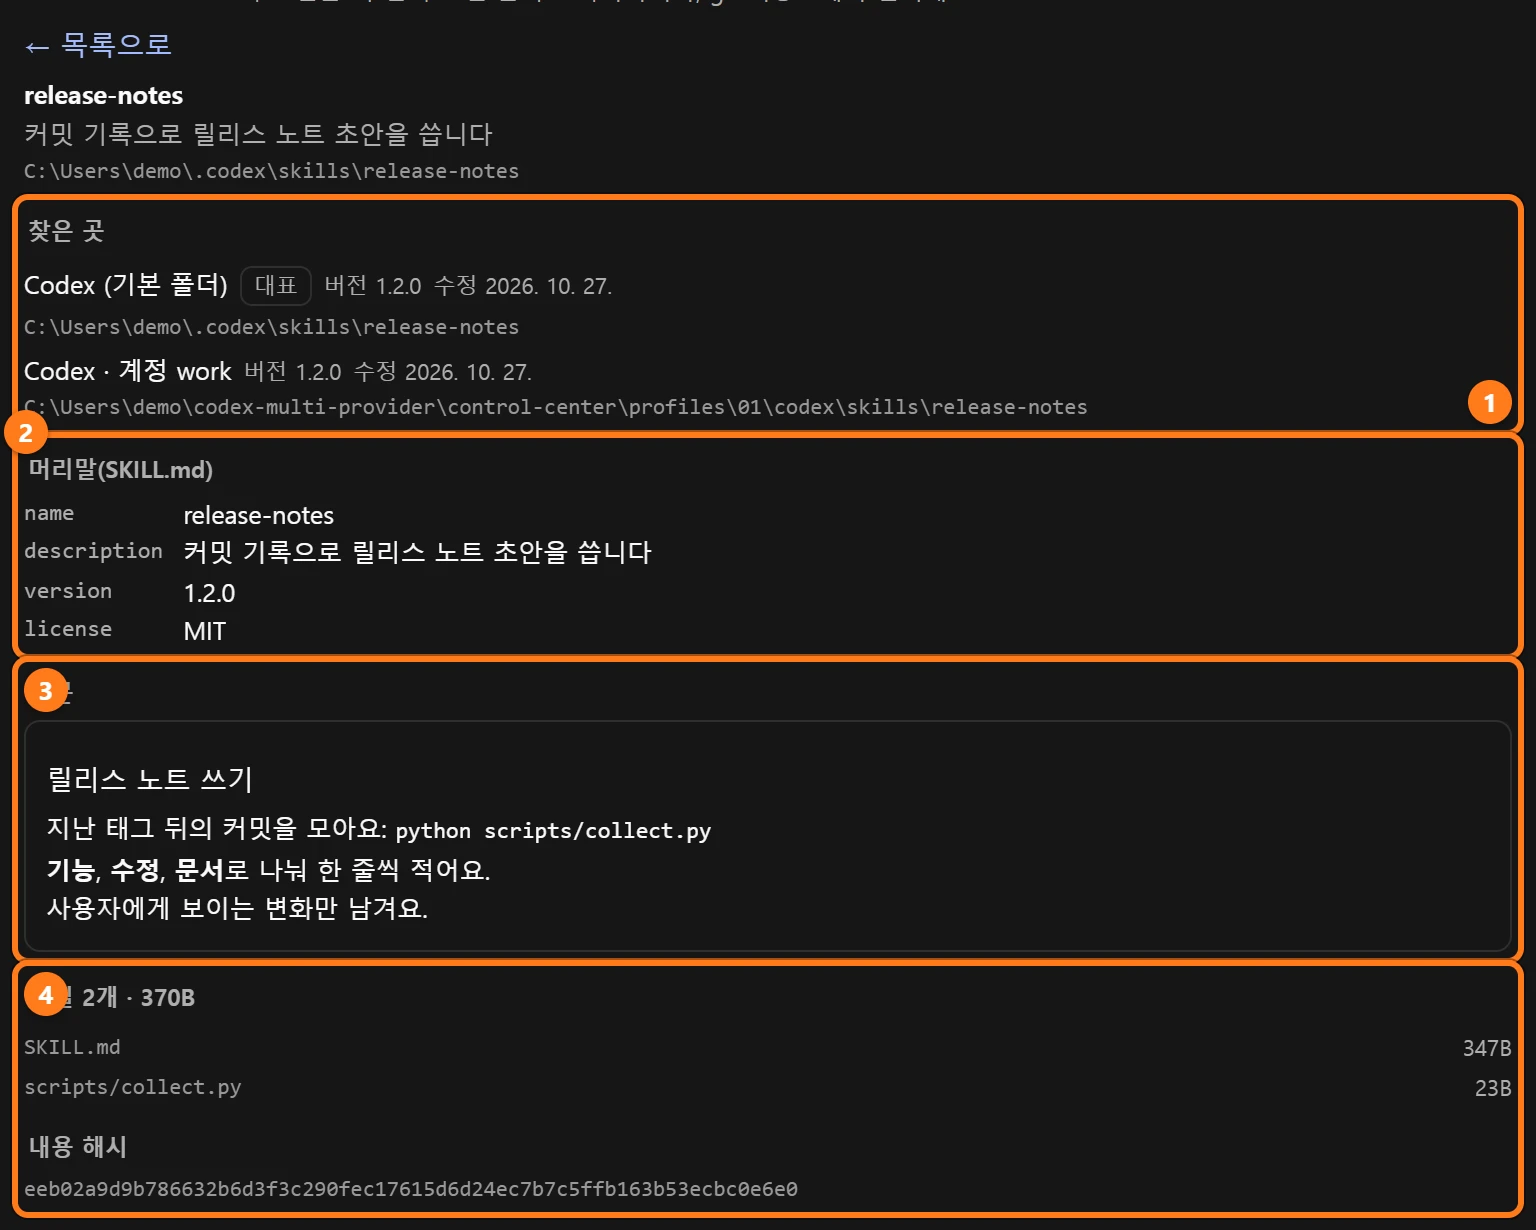 ← 목록으로
release-notes
커밋 기록으로 릴리스 노트 초안을 씁니다
C:\Users\demo\.codex\skills\release-notes
찾은 곳
Codex (기본 폴더) 대표 버전 1.2.0 수정 2026. 10. 27.
C:\Users\demo\.codex\skills\release-notes
Codex · 계정 work 버전 1.2.0 수정 2026. 10. 27.
C:\Users\demo\codex-multi-provider\control-center\profiles\01\codex\skills\release-notes
1
2
머리말(SKILL.md)
name release-notes
description 커밋 기록으로 릴리스 노트 초안을 씁니다
version 1.2.0
license MIT
3
릴리스 노트 쓰기
지난 태그 뒤의 커밋을 모아요: python scripts/collect.py
기능, 수정, 문서로 나눠 한 줄씩 적어요.
사용자에게 보이는 변화만 남겨요.
4 2개 · 370B
SKILL.md 347B
scripts/collect.py 23B
내용 해시
eeb02a9d9b786632b6d3f3c290fec17615d6d24ec7b7c5ffb163b53ecbc0e6e0